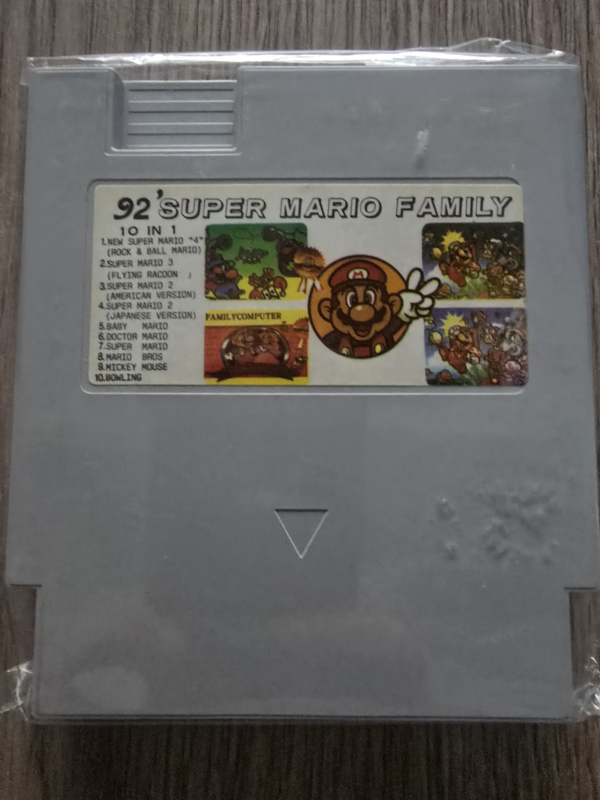 92' SUPER MARIO FAMILY
10 IN 1
1.NEW SUPER MARIO "4"
(ROCK & BALL MARIO)
2.SUPER MARIO 3
(FLYING RACOON )
3.SUPER MARIO 2
(AMERICAN VERSION)
4.SUPER MARIO 2
(JAPANESE VERSION)
5.BABY MARIO
6.DOCTOR MARIO
7.SUPER MARIO
8.MARIO BROS
9.MICKEY MOUSE
10.BOWLING
FAMILYCOMPUTER
M